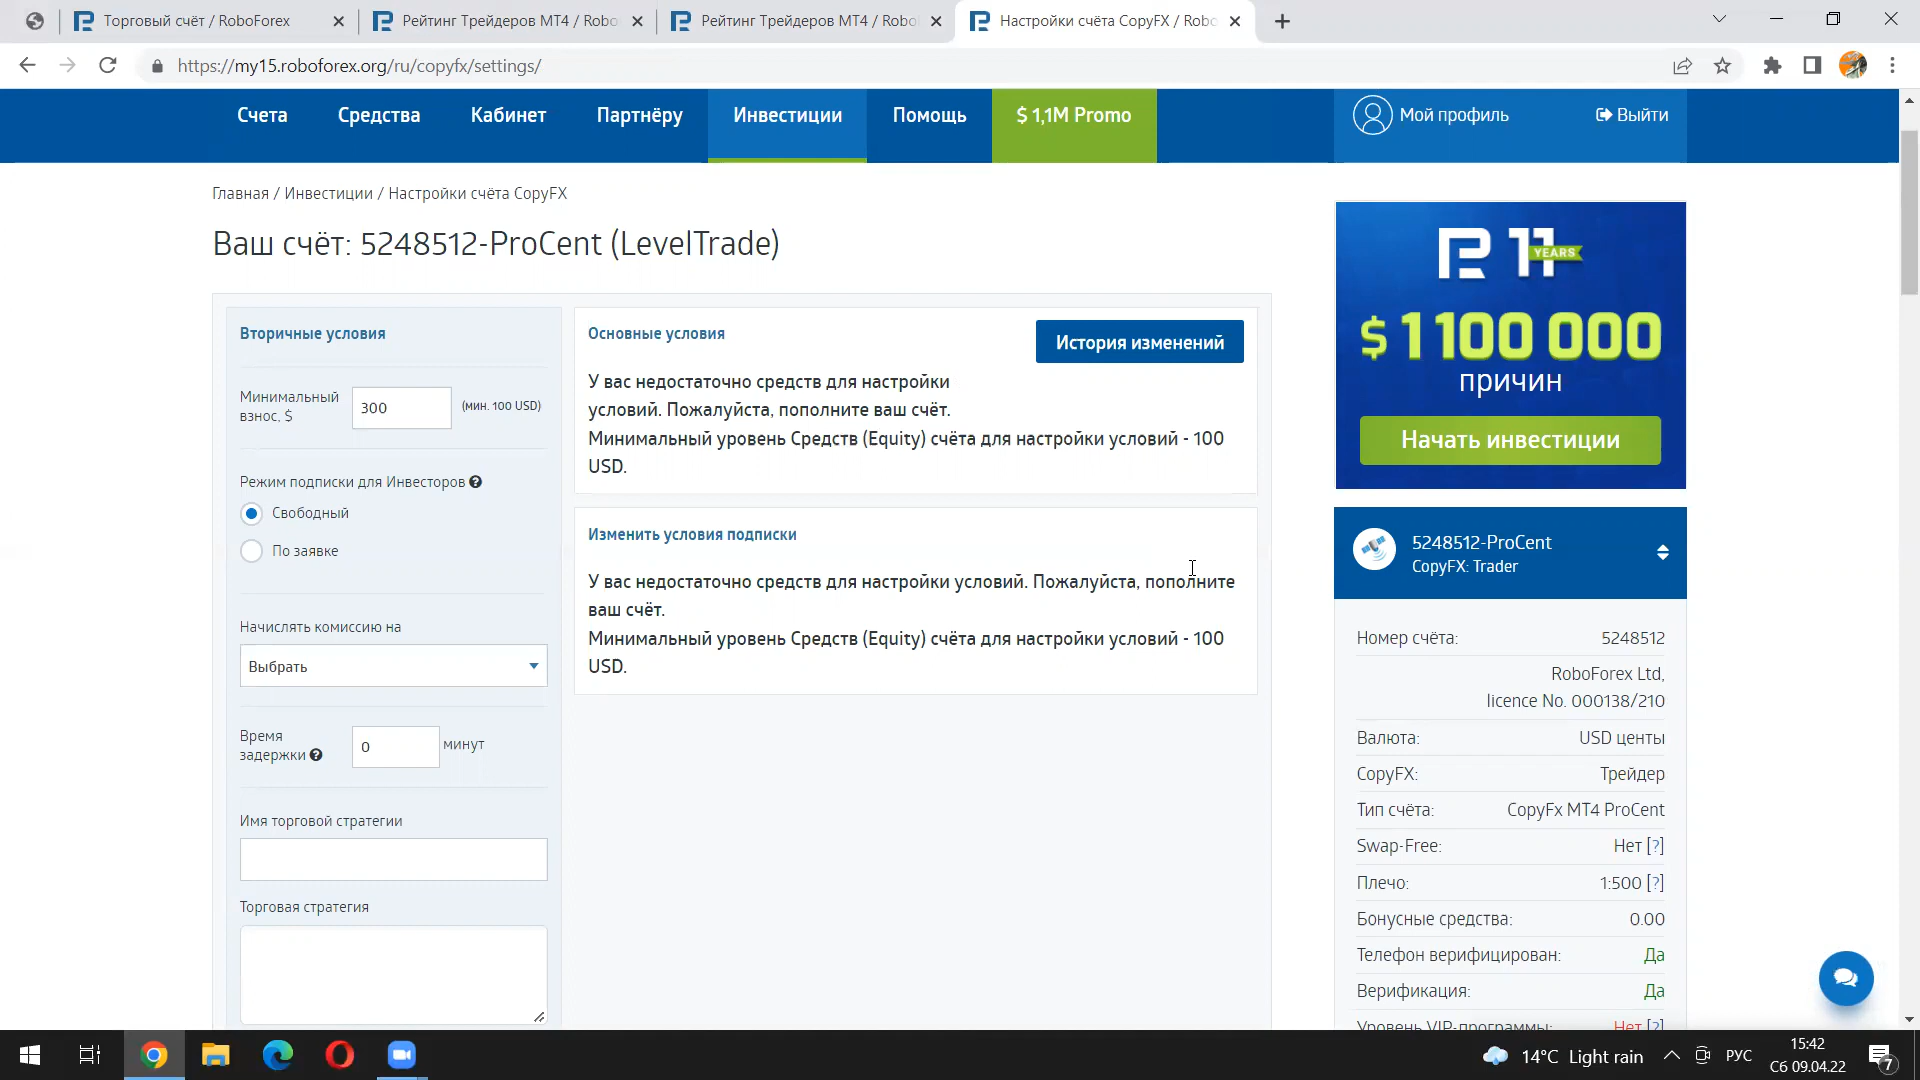 Торговый счёт / RoboForex
Рейтинг Трейдеров MT4 / Robo
Рейтинг Трейдеров MT4 / Robo
Настройки счёта CopyFX / Robo
https://my15.roboforex.org/ru/copyfx/settings/
Счета
Средства
Кабинет
Партнёру
Инвестиции
Помощь
$ 1,1M Promo
Мой профиль
Выйти
Главная / Инвестиции / Настройки счёта CopyFX
Ваш счёт: 5248512-ProCent (LevelTrade)
Вторичные условия
Минимальный
взнос, $
300
(мин. 100 USD)
Режим подписки для Инвесторов
Свободный
По заявке
Начислять комиссию на
Выбрать
Время
задержки
0
минут
Имя торговой стратегии
Торговая стратегия
Основные условия
История изменений
У вас недостаточно средств для настройки
условий. Пожалуйста, пополните ваш счёт.
Минимальный уровень Средств (Equity) счёта для настройки условий - 100
USD.
Изменить условия подписки
У вас недостаточно средств для настройки условий. Пожалуйста, пополните
ваш счёт.
Минимальный уровень Средств (Equity) счёта для настройки условий - 100
USD.
11 YEARS
$ 1 100 000
причин
Начать инвестиции
5248512-ProCent
CopyFX: Trader
Номер счёта: 5248512
RoboForex Ltd,
licence No. 000138/210
Валюта: USD центы
CopyFX: Трейдер
Тип счёта: CopyFx MT4 ProCent
Swap-Free: Нет [?]
Плечо: 1:500 [?]
Бонусные средства: 0.00
Телефон верифицирован: Да
Верификация: Да
Уровень VIP-программы: Нет [?]
14°C Light rain
РУС
15:42
Сб 09.04.22
7